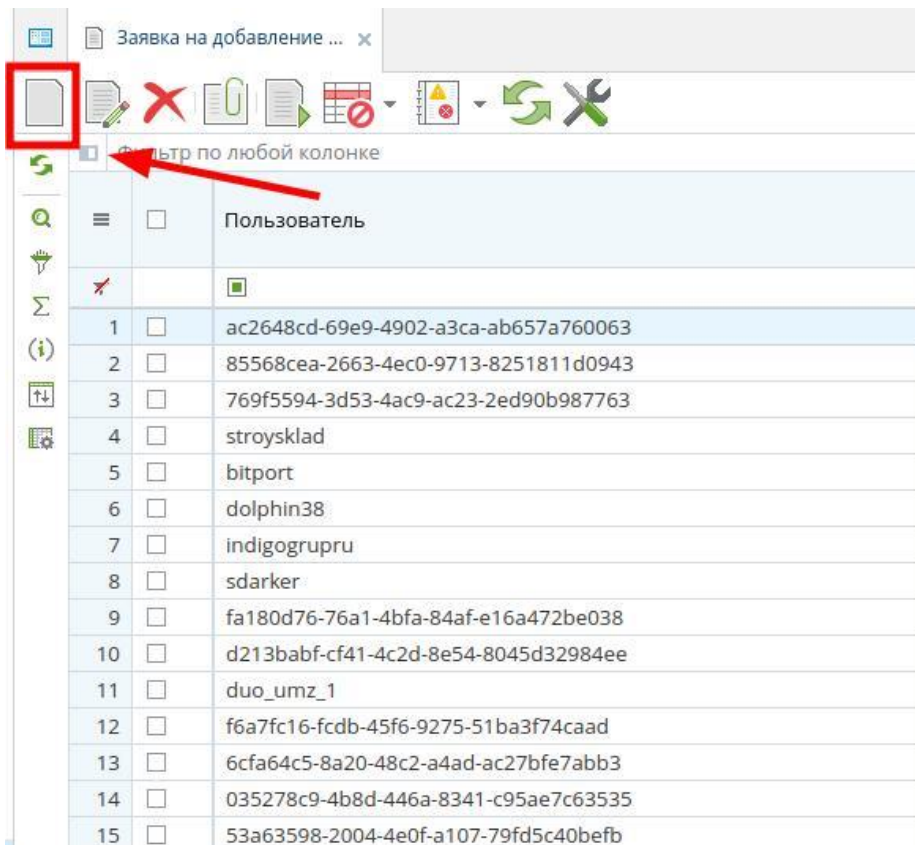 Заявка на добавление ...
Фильтр по любой колонке
Пользователь
1 ac2648cd-69e9-4902-a3ca-ab657a760063
2 85568cea-2663-4ec0-9713-8251811d0943
3 769f5594-3d53-4ac9-ac23-2ed90b987763
4 stroysklad
5 bitport
6 dolphin38
7 indigogrupru
8 sdarker
9 fa180d76-76a1-4bfa-84af-e16a472be038
10 d213babf-cf41-4c2d-8e54-8045d32984ee
11 duo_umz_1
12 f6a7fc16-fcdb-45f6-9275-51ba3f74caad
13 6cfa64c5-8a20-48c2-a4ad-ac27bfe7abb3
14 035278c9-4b8d-446a-8341-c95ae7c63535
15 53a63598-2004-4e0f-a107-79fd5c40befb